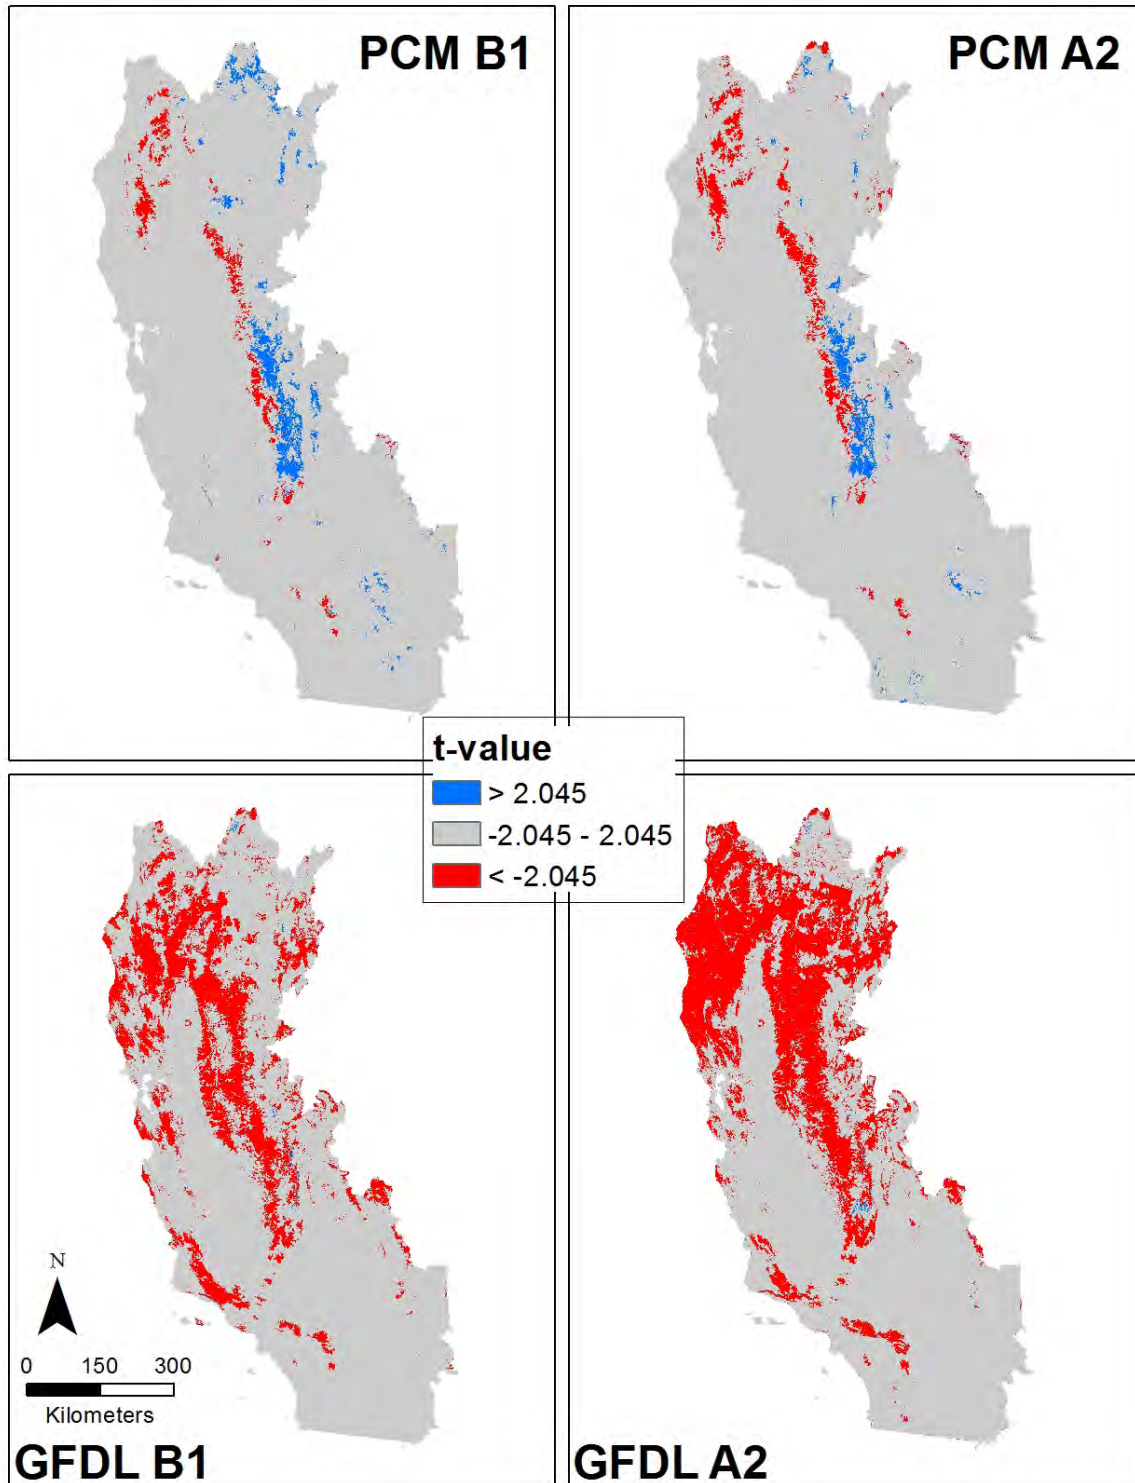 PCM B1
PCM A2
t-value
> 2.045
-2.045 - 2.045
< -2.045
N
0 150 300
Kilometers
GFDL B1
GFDL A2